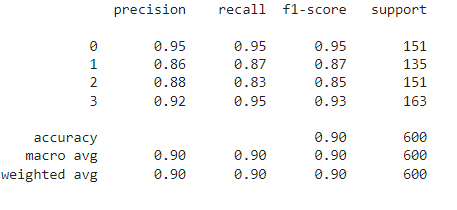 precision recall f1-score support
0 0.95 0.95 0.95 151
1 0.86 0.87 0.87 135
2 0.88 0.83 0.85 151
3 0.92 0.95 0.93 163
accuracy 0.90 600
macro avg 0.90 0.90 0.90 600
weighted avg 0.90 0.90 0.90 600